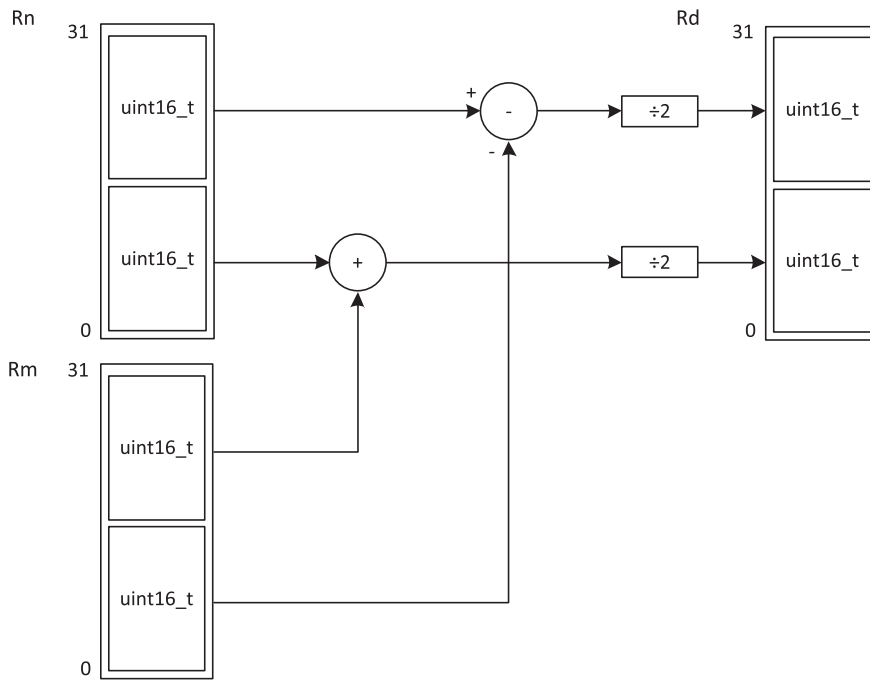 Rn
31
uint16_t
uint16_t
0
Rm
31
uint16_t
uint16_t
0
+
-
-
+
÷2
÷2
Rd
31
uint16_t
uint16_t
0